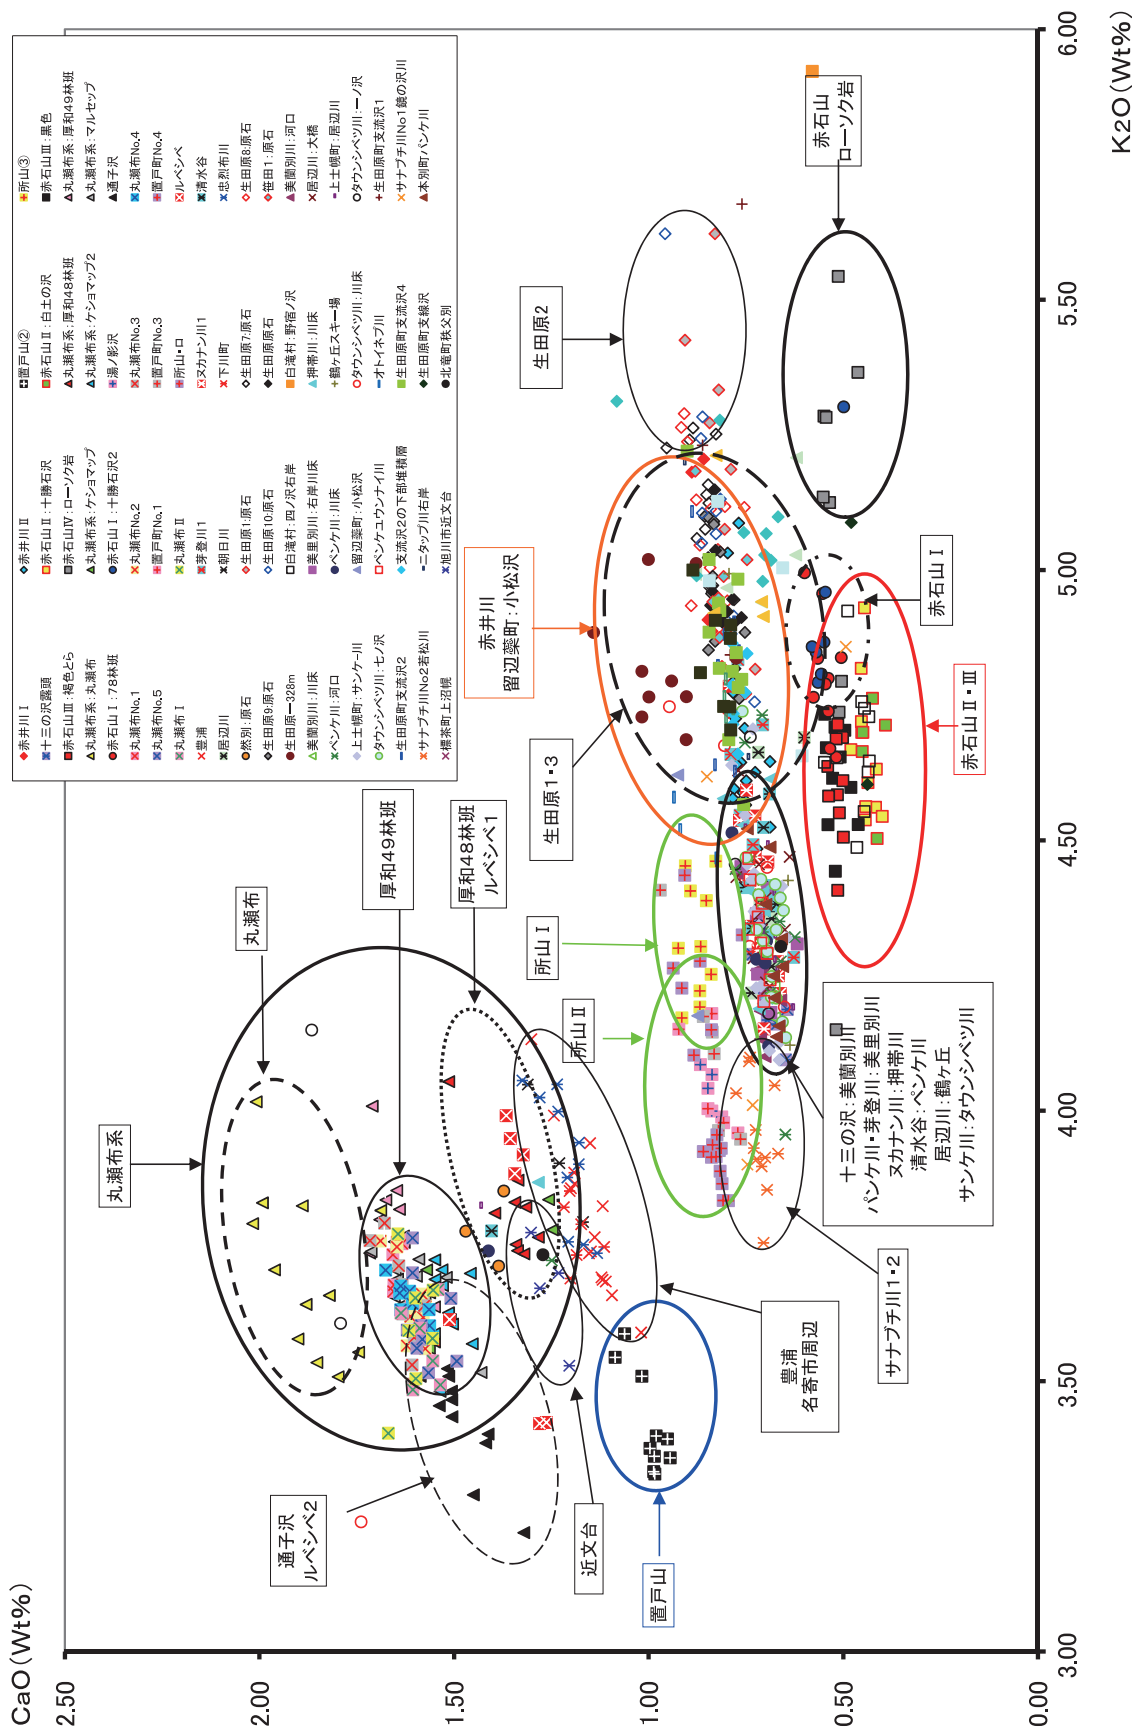 CaO(Wt%)
2.50
2.00
1.50
1.00
0.50
0.00
3.00
3.50
4.00
4.50
5.00
5.50
6.00
K2O(Wt%)
赤井川Ⅰ
十三の沢露頭
赤石山Ⅲ:褐色とら
丸瀬布系:丸瀬布
赤石山Ⅰ:78林班
丸瀬布No.1
丸瀬布No.5
丸瀬布Ⅰ
豊浦
居辺川
然別:原石
生田原9:原石
生田原ー328m
美蘭別川:川床
ペンケ川:河口
上士幌町:サンケ-川
タウンシベツ川:七ノ沢
生田原町支流沢2
サナブチ川No2若松川
標茶町上沼幌
赤井川Ⅱ
赤石山Ⅱ:十勝石沢
赤石山Ⅳ:ローソク岩
丸瀬布系:ケショマップ
赤石山Ⅰ:十勝石沢2
丸瀬布No.2
置戸町No.1
丸瀬布Ⅱ
芽登川1
朝日川
生田原1:原石
生田原10:原石
白滝村:四ノ沢右岸
美里別川:右岸川床
ペンケ川:川床
留辺蘂町:小松沢
ペンケユウンナイ川
支流沢2の下部堆積層
ニタップ川右岸
旭川市近文台
置戸山②
赤石山Ⅱ:白土の沢
丸瀬布系:厚和48林班
丸瀬布系:ケショマップ2
湯ノ影沢
丸瀬布No.3
置戸町No.3
所山・ロ
ヌカナン川1
下川町
生田原7:原石
生田原原石
白滝村:野宿ノ沢
押帯川:川床
鶴ヶ丘スキー場
タウンシベツ川:川床
オトイネブ川
生田原町支流沢4
生田原町支線沢
北竜町秩父別
所山③
赤石山Ⅲ:黒色
丸瀬布系:厚和49林班
丸瀬布系:マルセップ
通子沢
丸瀬布No.4
置戸町No.4
ルベシベ
清水谷
忠烈布川
生田原8:原石
笹田1:原石
美蘭別川:河口
居辺川:大橋
上士幌町:居辺川
タウンシベツ川:一ノ沢
生田原町支流沢1
サナブチ川No1鏡の沢川
本別町パンケ川
丸瀬布系
丸瀬布
厚和49林班
厚和48林班
ルベシベ1
所山Ⅰ
所山Ⅱ
生田原1・3
赤井川
留辺蘂町:小松沢
生田原2
赤石山
ローソク岩
赤石山Ⅰ
赤石山Ⅱ・Ⅲ
十三の沢:美蘭別川
パンケ川・芽登川:美里別川
ヌカナン川:押帯川
清水谷:ペンケ川
居辺川:鶴ヶ丘
サンケ川:タウンシベツ川
サナブチ川1・2
豊浦
名寄市周辺
通子沢
ルベシベ2
近文台
置戸山